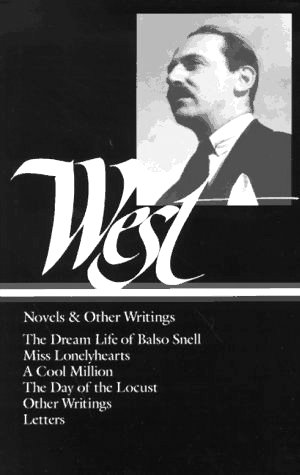 West
Novels & Other Writings
The Dream Life of Balso Snell
Miss Lonelyhearts
A Cool Million
The Day of the Locust
Other Writings
Letters